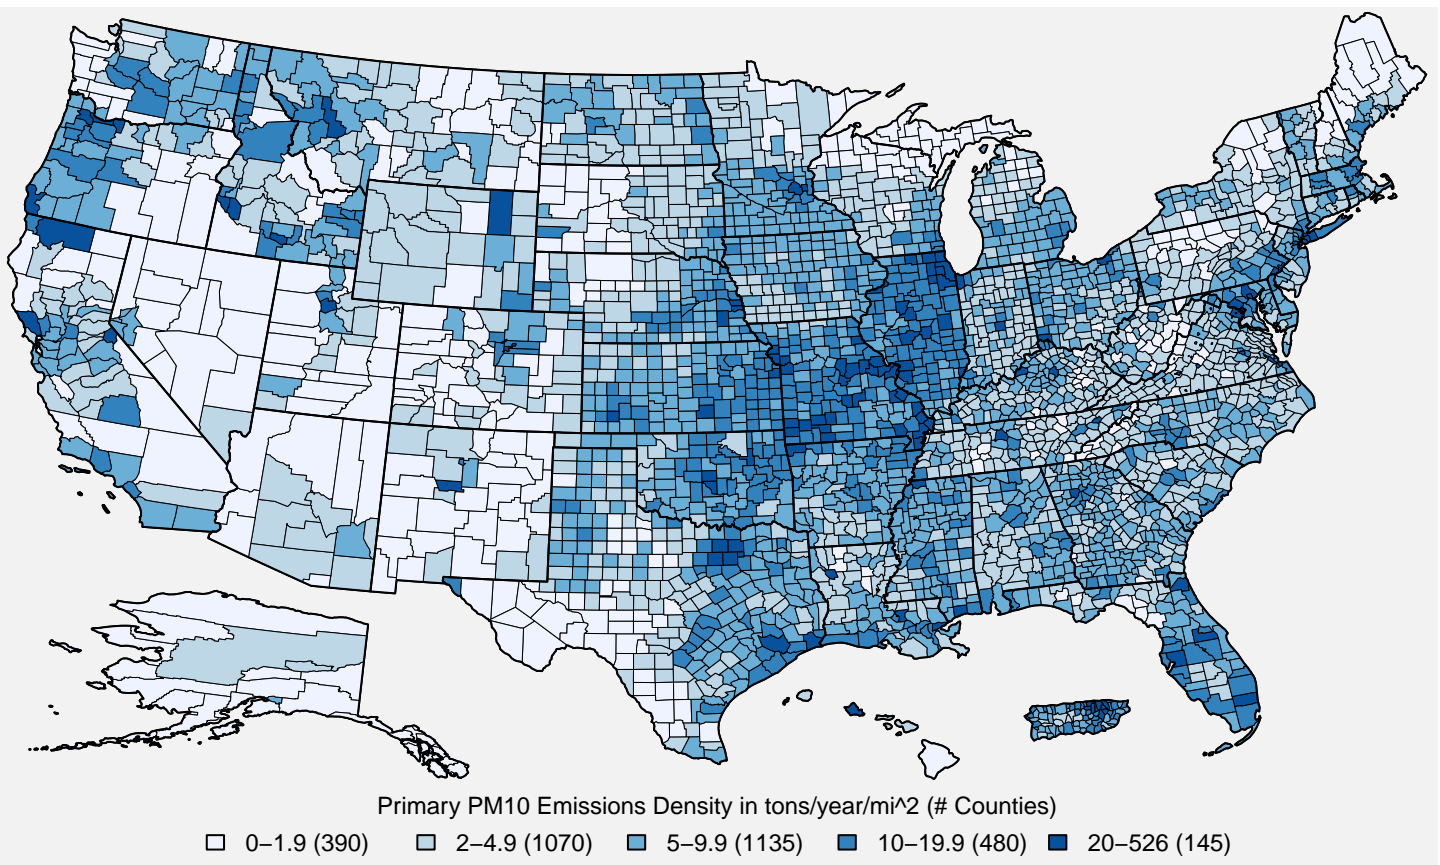 Primary PM10 Emissions Density in tons/year/mi^2 (# Counties)
0−1.9 (390) 2−4.9 (1070) 5−9.9 (1135) 10−19.9 (480) 20−526 (145)